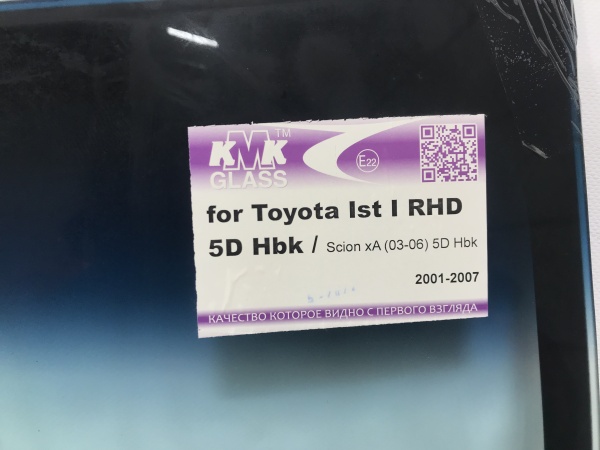 KMK™
GLASS
E22
for Toyota Ist I RHD
5D Hbk / Scion xA (03-06) 5D Hbk
2001-2007
КАЧЕСТВО КОТОРОЕ ВИДНО С ПЕРВОГО ВЗГЛЯДА